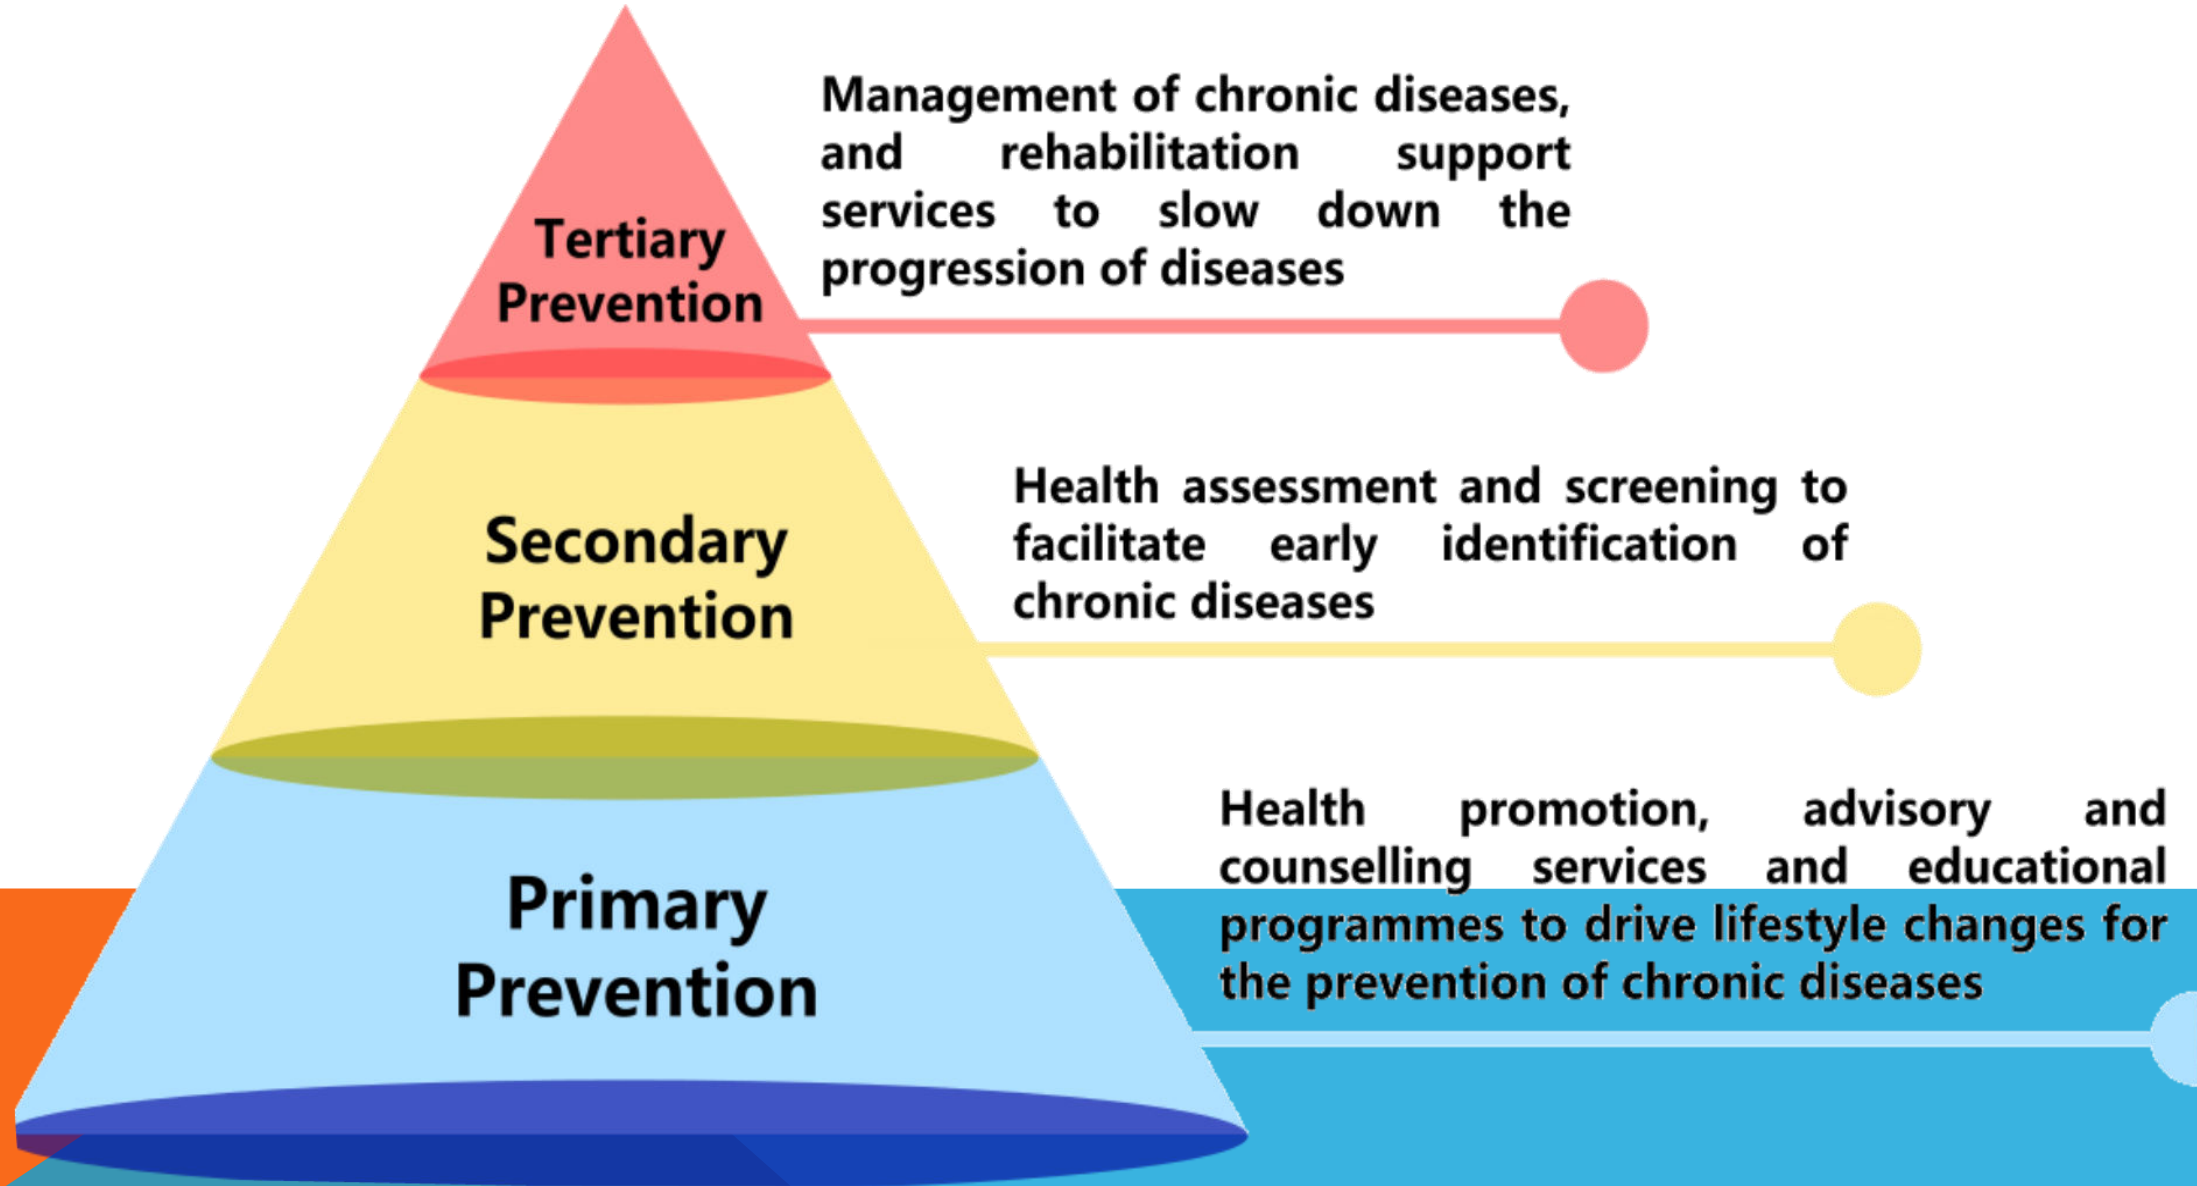 Tertiary
Prevention
Management of chronic diseases,
and rehabilitation support
services to slow down the
progression of diseases
Secondary
Prevention
Health assessment and screening to
facilitate early identification of
chronic diseases
Primary
Prevention
Health promotion, advisory and
counselling services and educational
programmes to drive lifestyle changes for
the prevention of chronic diseases